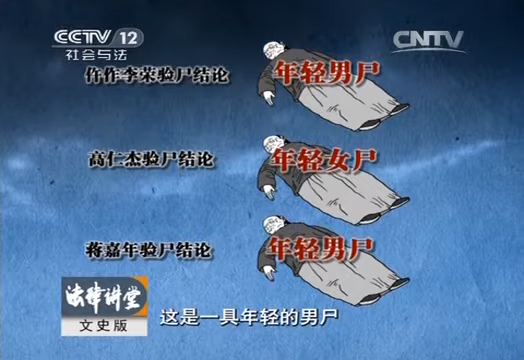 CCTV 12
社会与法
CNTV
仵作李荣验尸结论
年轻男尸
高仁杰验尸结论
年轻女尸
蒋嘉年验尸结论
年轻男尸
法律讲堂
文史版
这是一具年轻的男尸